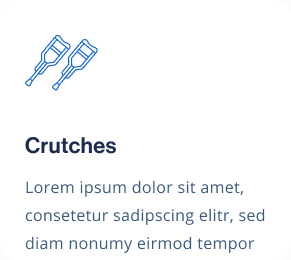 Crutches
Lorem ipsum dolor sit amet,
consetetur sadipscing elitr, sed
diam nonumy eirmod tempor